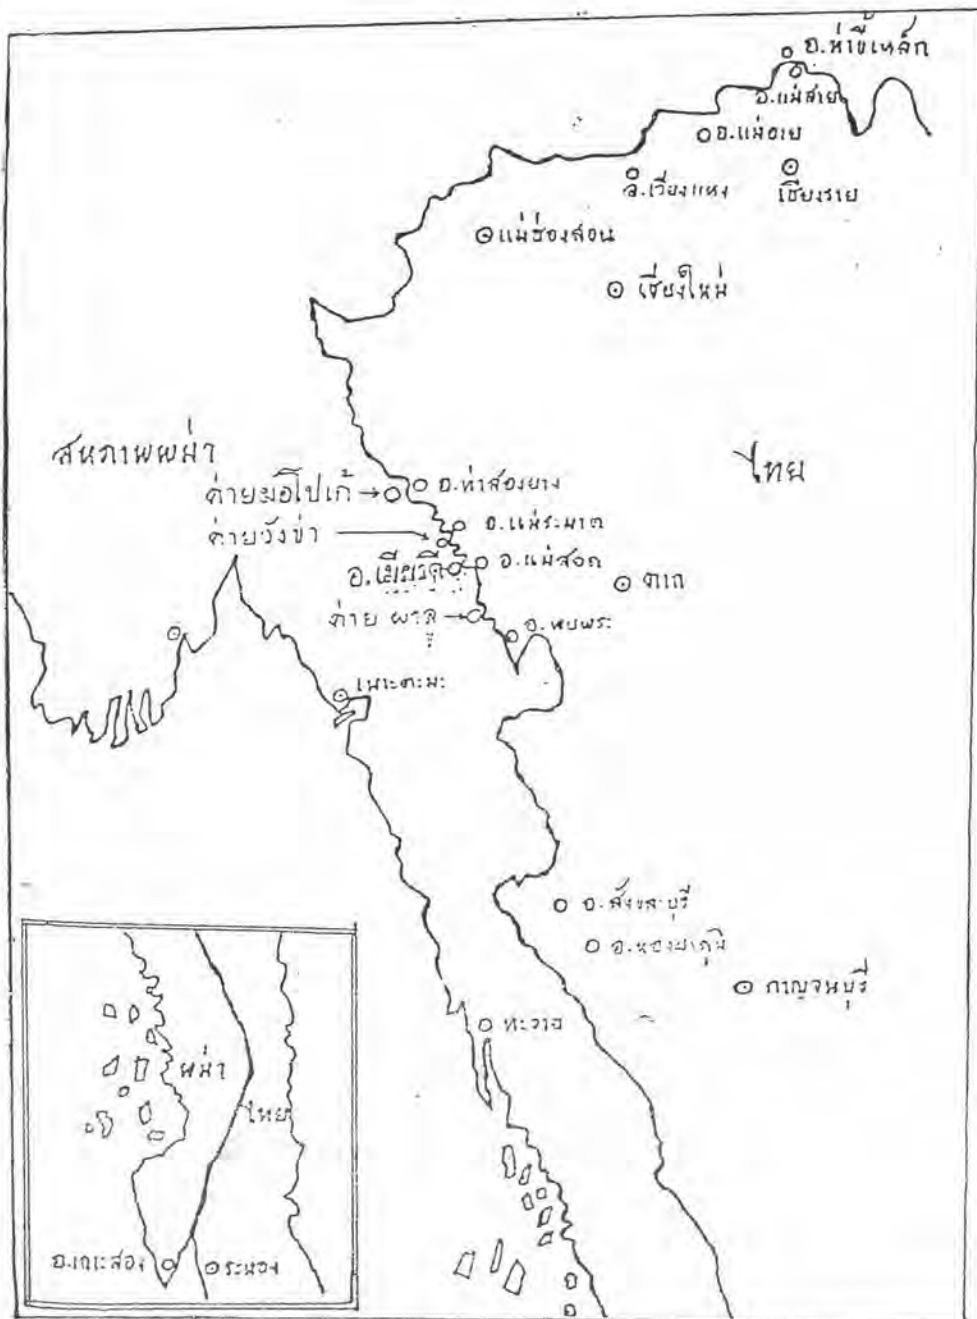 อ.ท่าขี้เหล็ก
อ.แม่สาย
อ.แม่อาย
อ.เวียงแหง
เชียงราย
แม่ฮ่องสอน
เชียงใหม่
สหภาพพม่า
ไทย
ค่ายมอโปเก้
อ.ท่าสองยาง
อ.แม่ระมาด
ค่ายวังข่า
อ.เมียวดี
อ.แม่สอด
ตาก
ค่าย ผาลู
อ.พบพระ
เมาะตะมะ
อ.สังขละบุรี
อ.ทองผาภูมิ
กาญจนบุรี
ทะวาย
พม่า
ไทย
อ.เกาะสอง
ระนอง